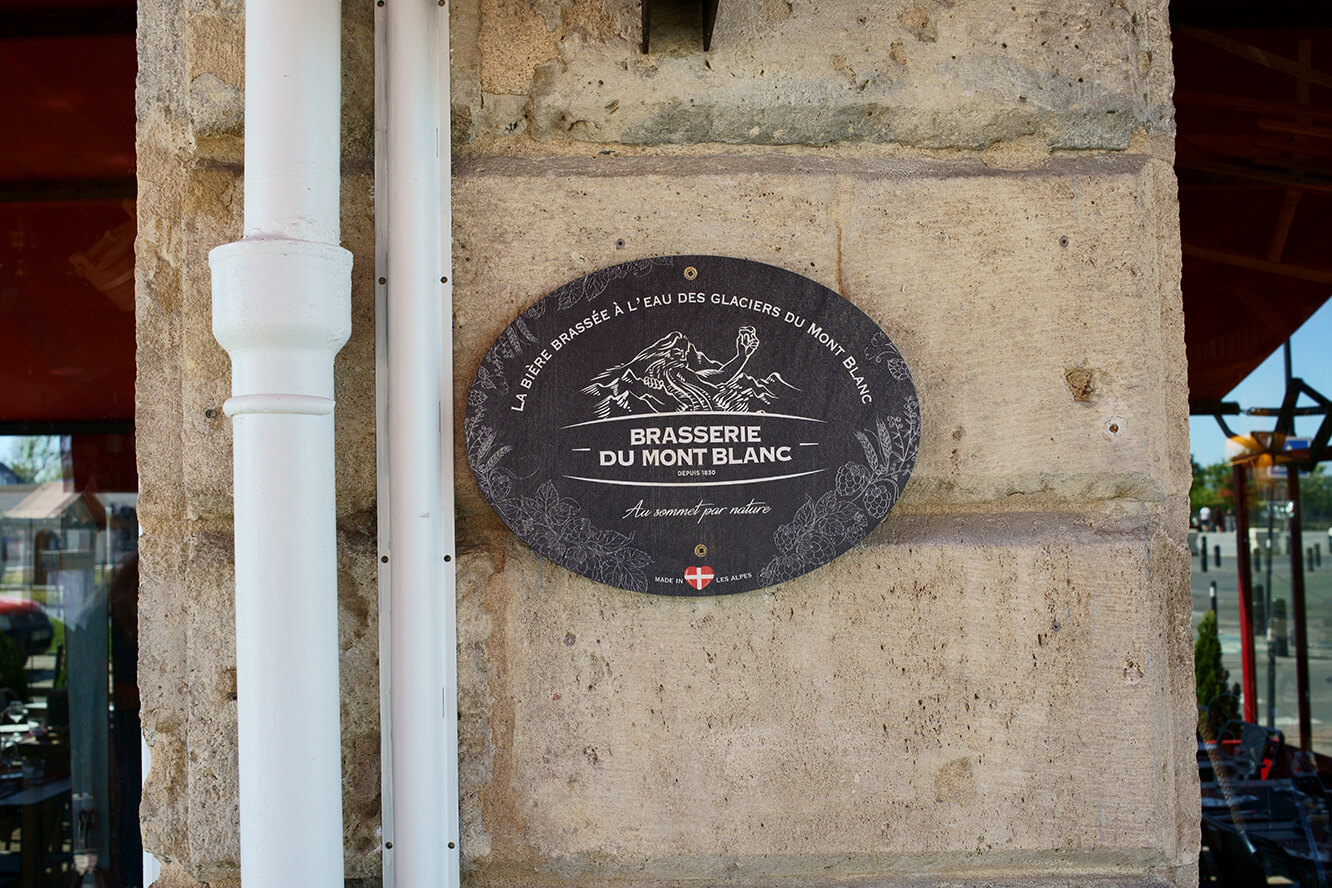 LA BIÈRE BRASSÉE À L'EAU DES GLACIERS DU MONT BLANC
BRASSERIE
DU MONT BLANC
DEPUIS 1830
Au sommet par nature
MADE IN LES ALPES